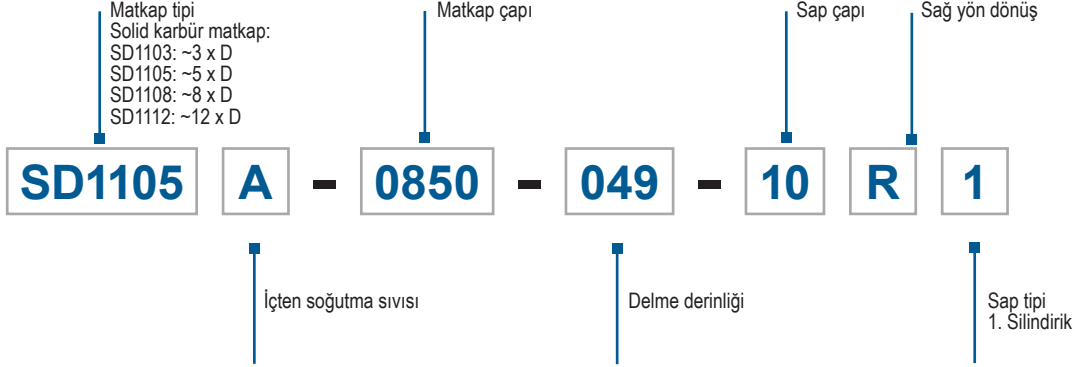 Matkap tipi
Solid karbür matkap:
SD1103: ~3 x D
SD1105: ~5 x D
SD1108: ~8 x D
SD1112: ~12 x D
Matkap çapı
Sap çapı
Sağ yön dönüş
SD1105 A - 0850 - 049 - 10 R 1
İçten soğutma sıvısı
Delme derinliği
Sap tipi
1. Silindirik